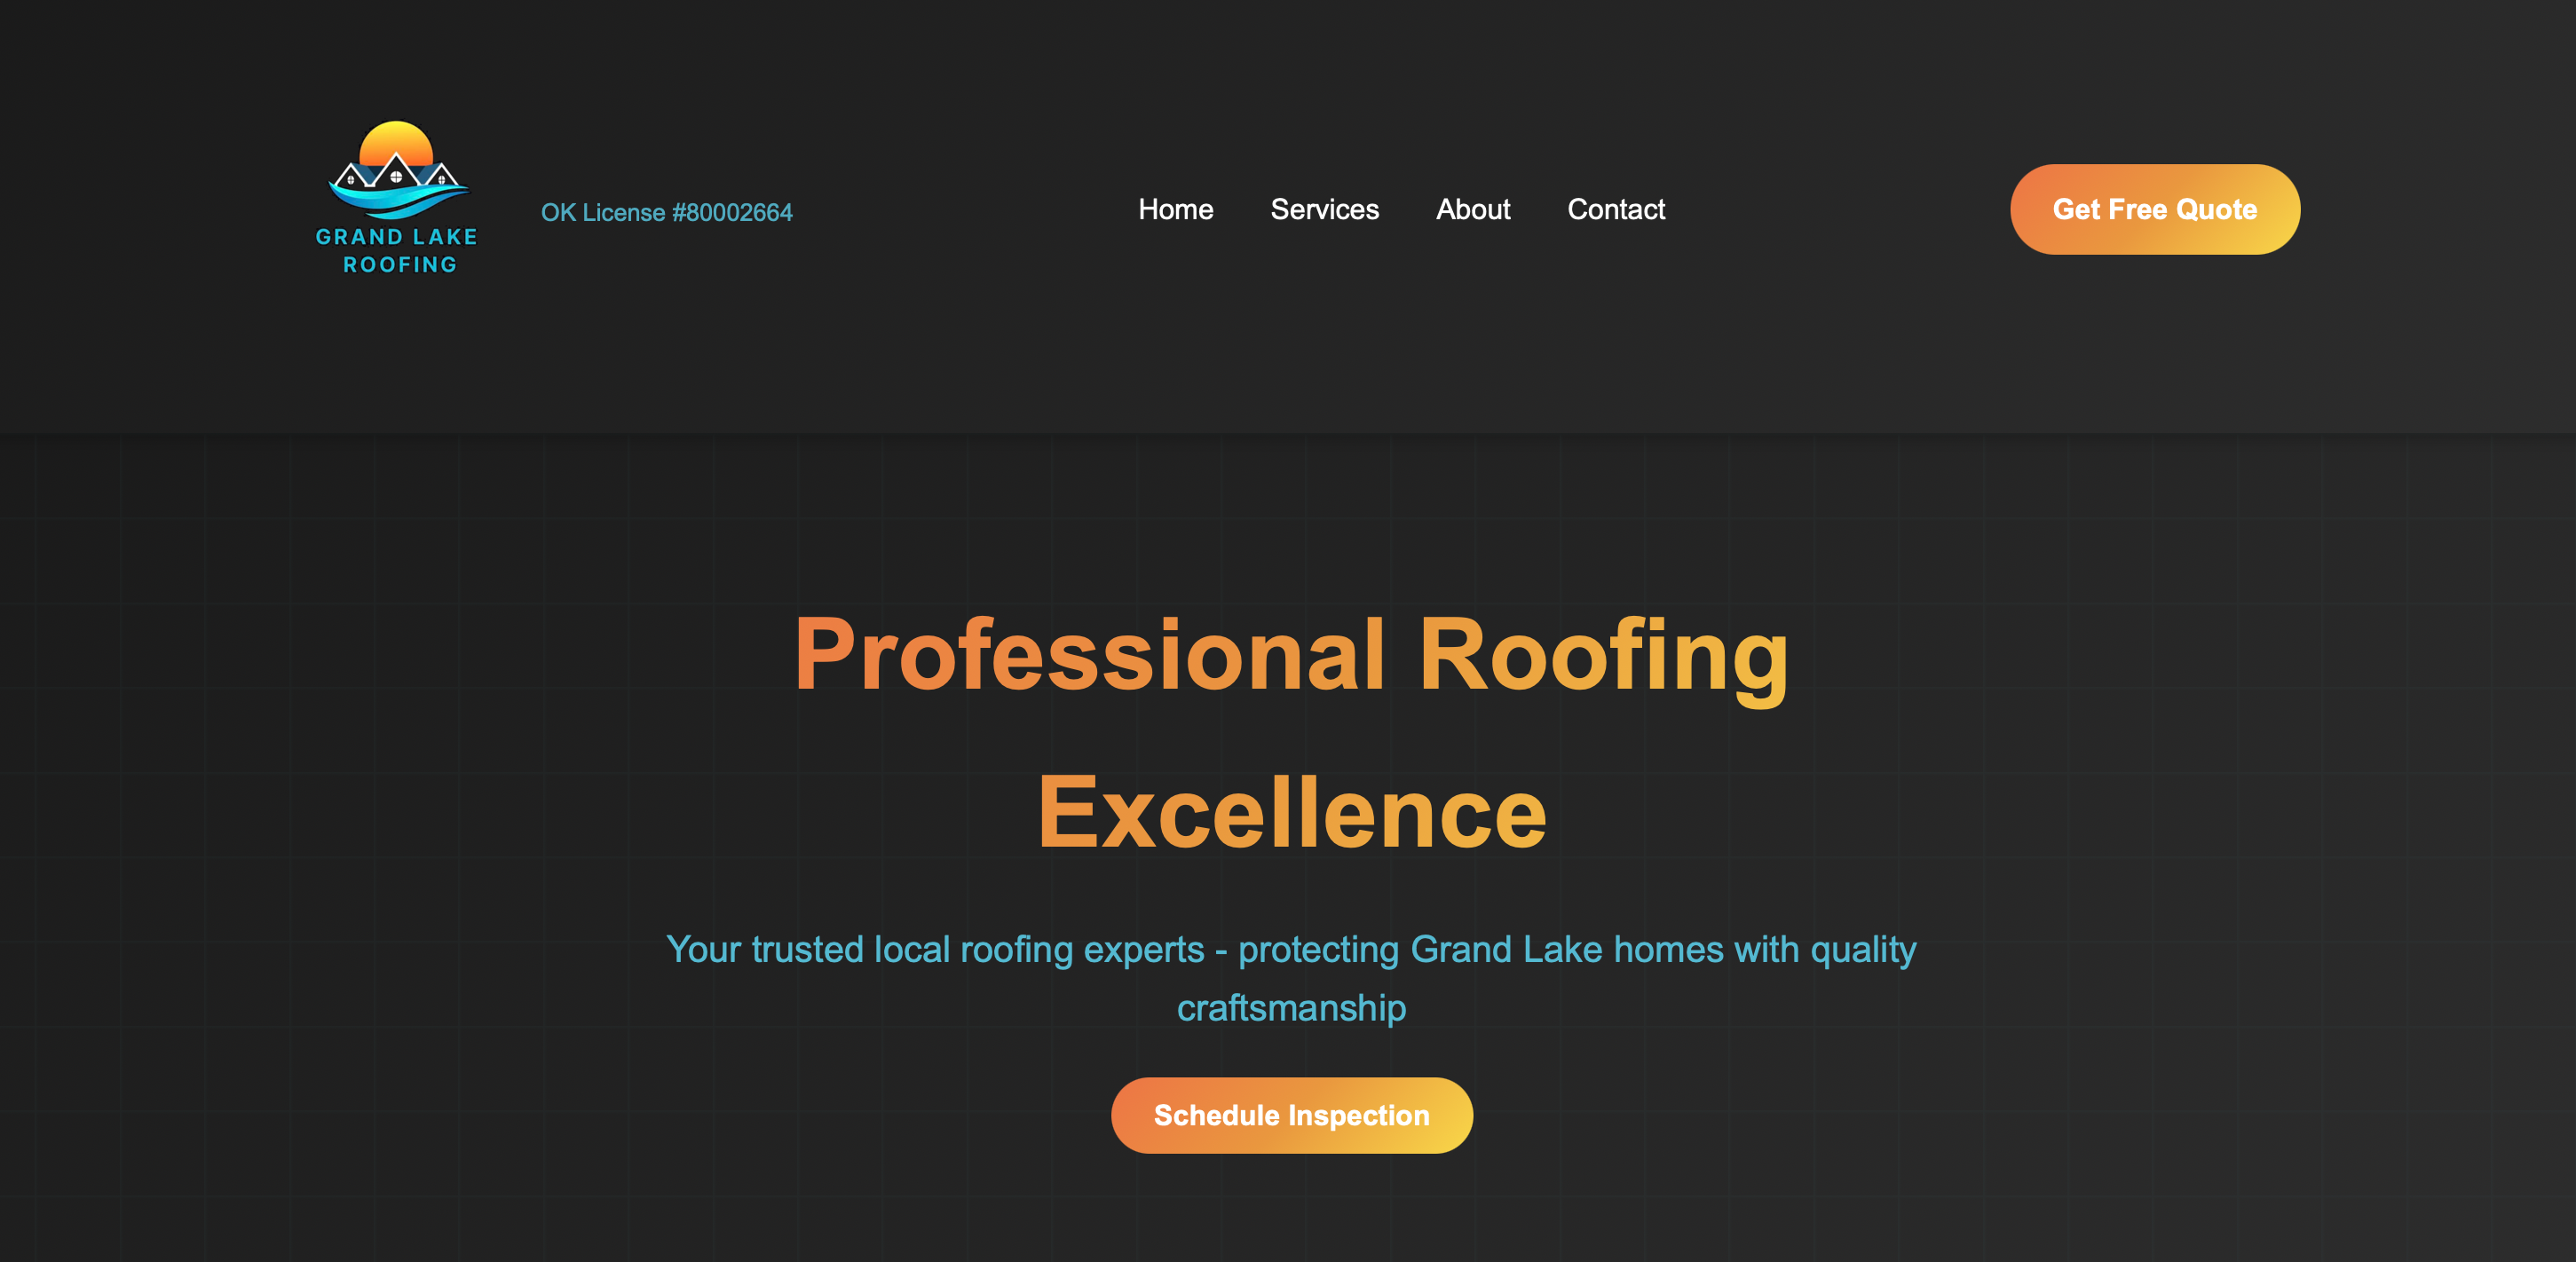 GRAND LAKE
ROOFING
OK License #80002664
Home
Services
About
Contact
Get Free Quote
Professional Roofing
Excellence
Your trusted local roofing experts - protecting Grand Lake homes with quality
craftsmanship
Schedule Inspection